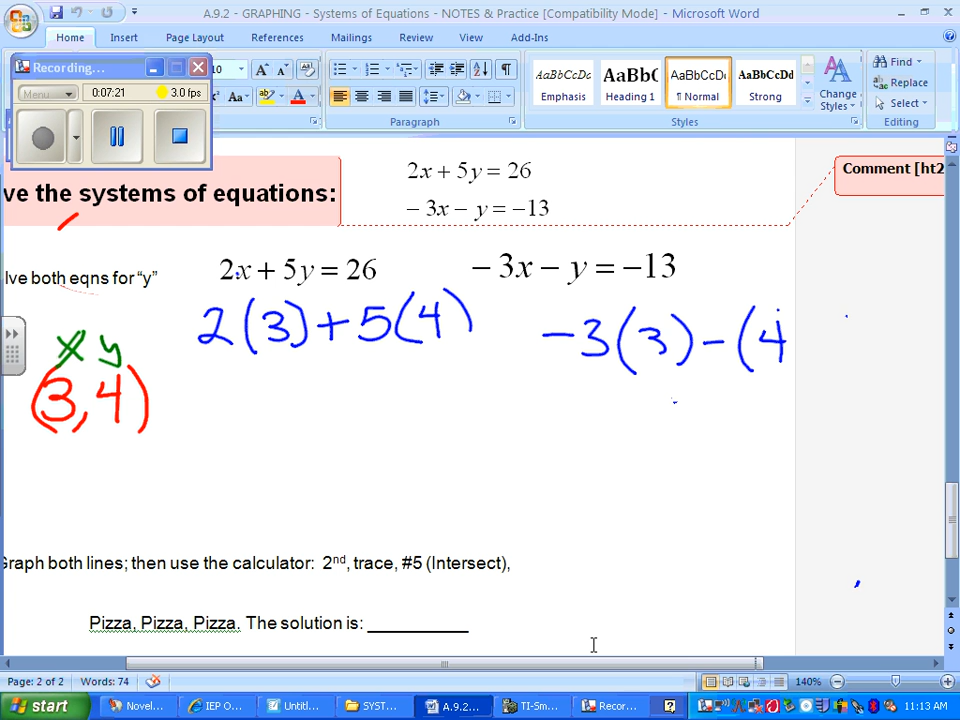 A.9.2 - GRAPHING - Systems of Equations - NOTES & Practice [Compatibility Mode] - Microsoft Word
Home Insert Page Layout References Mailings Review View Add-Ins
Recording...
Menu 0:07:21 3.0 fps
10 A A Aa
Aa A
AaBbCcDc AaBbC AaBbCcDc AaBbCcDd
Emphasis Heading 1 ¶ Normal Strong
Change Styles
Find
Replace
Select
Paragraph Styles Editing
ve the systems of equations:
2x + 5y = 26
- 3x - y = -13
Comment [ht2
lve both eqns for "y"
2x + 5y = 26
- 3x - y = -13
2(3)+5(4)
-3(3)-(4
x y
(3,4)
Graph both lines; then use the calculator: 2nd, trace, #5 (Intersect),
Pizza, Pizza, Pizza. The solution is: __________
Page: 2 of 2 Words: 74 140%
start Novel... IEP O... Untitl... SYST... A.9.2... TI-Sm... Recor... 11:13 AM